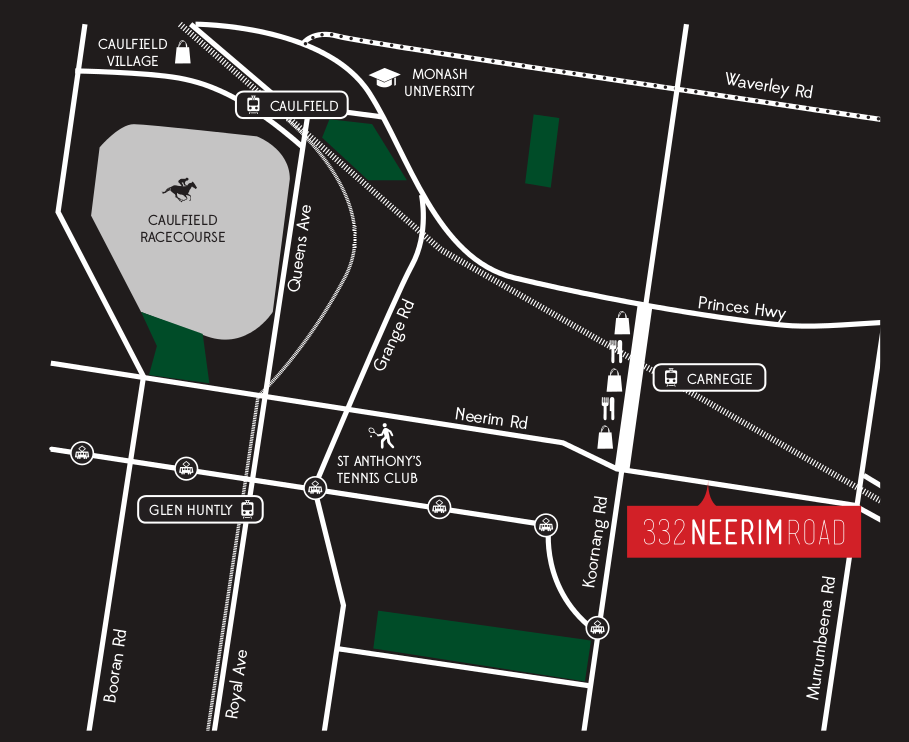 CAULFIELD
VILLAGE
MONASH
UNIVERSITY
Waverley Rd
CAULFIELD
CAULFIELD
RACECOURSE
Queens Ave
Grange Rd
Princes Hwy
CARNEGIE
Neerim Rd
ST ANTHONY'S
TENNIS CLUB
GLEN HUNTLY
Koornang Rd
332 NEERIM ROAD
Booran Rd
Royal Ave
Murrumbeena Rd